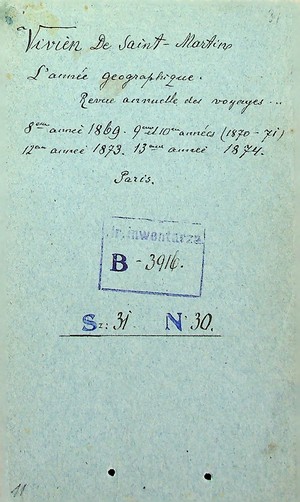 31
Vivien De Saint-Martin
L'année géographique.
Revue annuelle des voyages...
8ème année 1869. 9ème et 10ème années (1870-71)
12ème année 1873. 13ème année 1874.
Paris.
Nr. inwentarza
B - 3916.
Sz: 31 N 30.
11